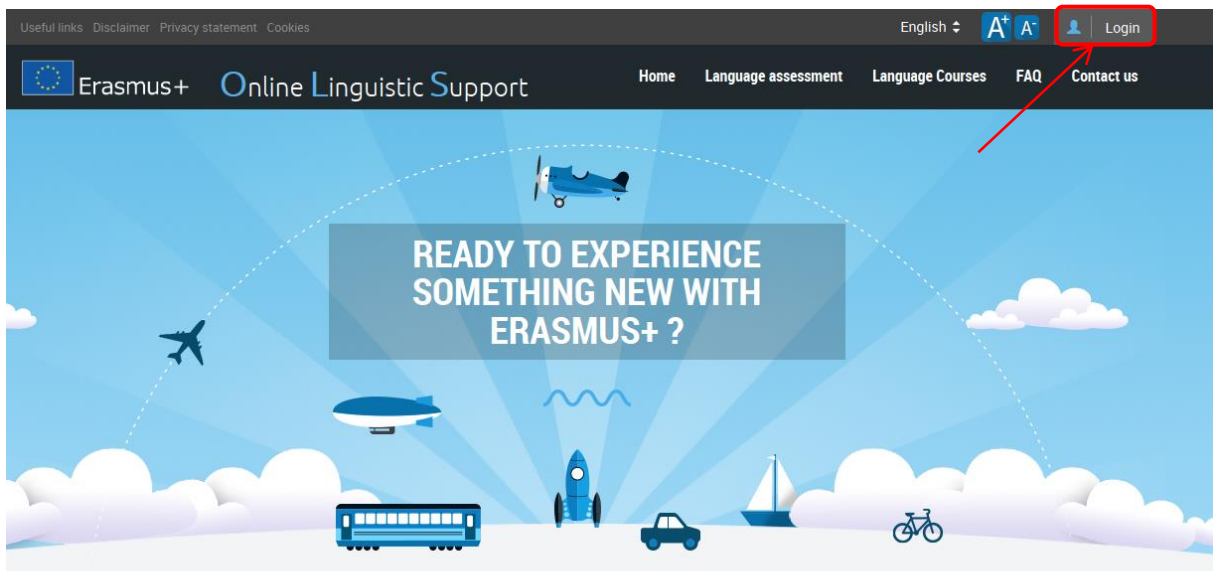 Useful links Disclaimer Privacy statement Cookies English A+ A- Login
Erasmus+ Online Linguistic Support Home Language assessment Language Courses FAQ Contact us
READY TO EXPERIENCE
SOMETHING NEW WITH
ERASMUS+ ?